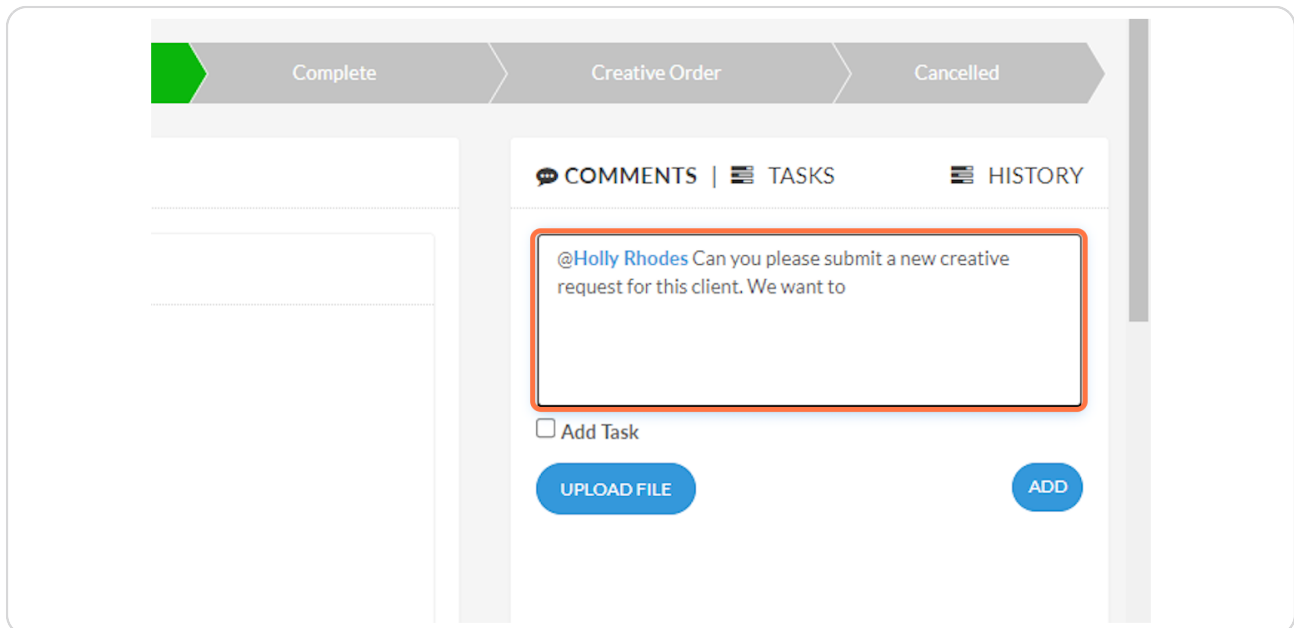 Complete Creative Order Cancelled
COMMENTS | TASKS HISTORY
@Holly Rhodes Can you please submit a new creative
request for this client. We want to
Add Task
UPLOAD FILE ADD